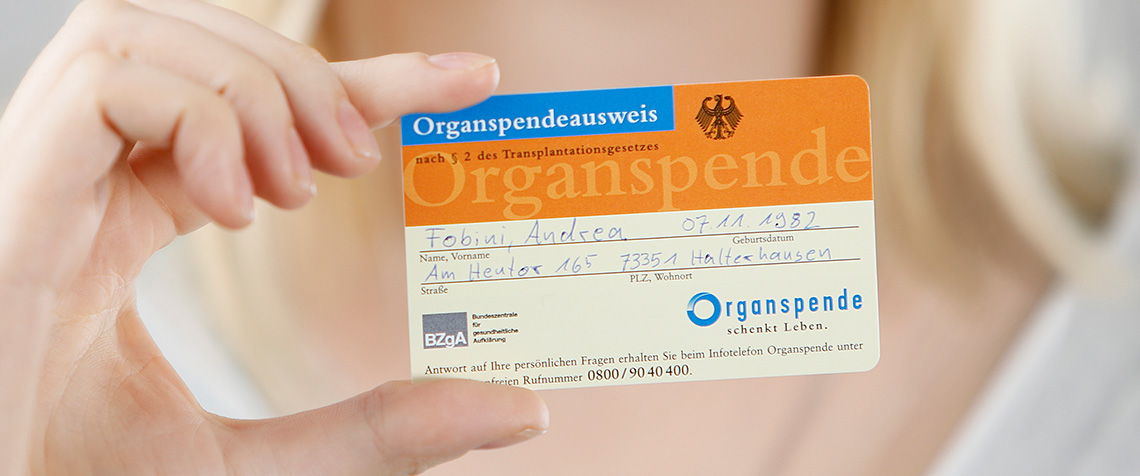 Organspendeausweis
nach § 2 des Transplantationsgesetzes
Organspende
Fobini, Andrea 07.11.1982
Name, Vorname Geburtsdatum
Am Heutor 165 73351 Halterhausen
Straße PLZ, Wohnort
BZgA
Bundeszentrale
für
gesundheitliche
Aufklärung
Organspende
schenkt Leben.
Antwort auf Ihre persönlichen Fragen erhalten Sie beim Infotelefon Organspende unter
freien Rufnummer 0800/90 40 400.